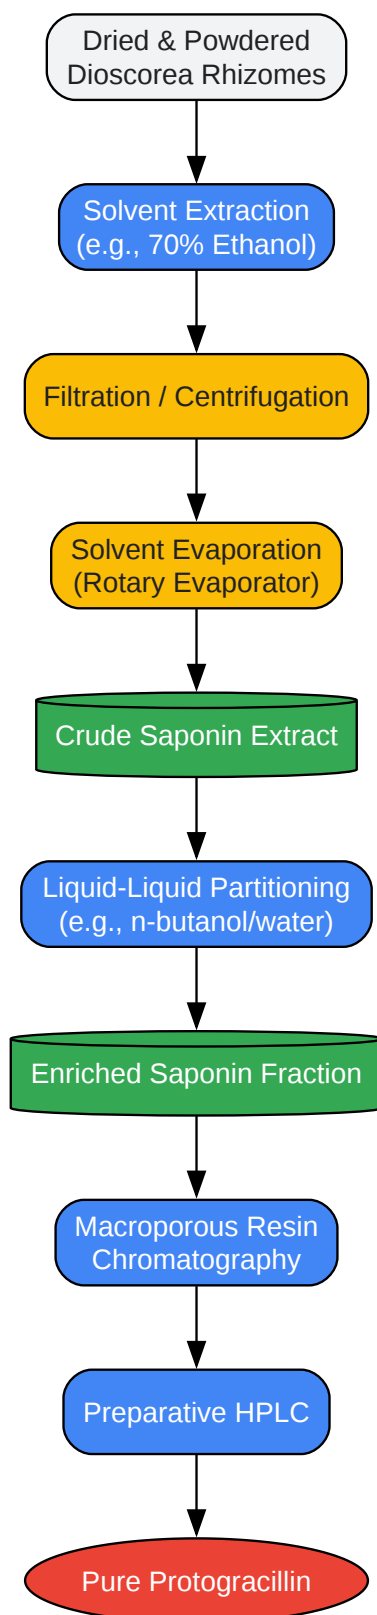 Dried & Powdered
Dioscorea Rhizomes
Solvent Extraction
(e.g., 70% Ethanol)
Filtration / Centrifugation
Solvent Evaporation
(Rotary Evaporator)
Crude Saponin Extract
Liquid-Liquid Partitioning
(e.g., n-butanol/water)
Enriched Saponin Fraction
Macroporous Resin
Chromatography
Preparative HPLC
Pure Protogracillin